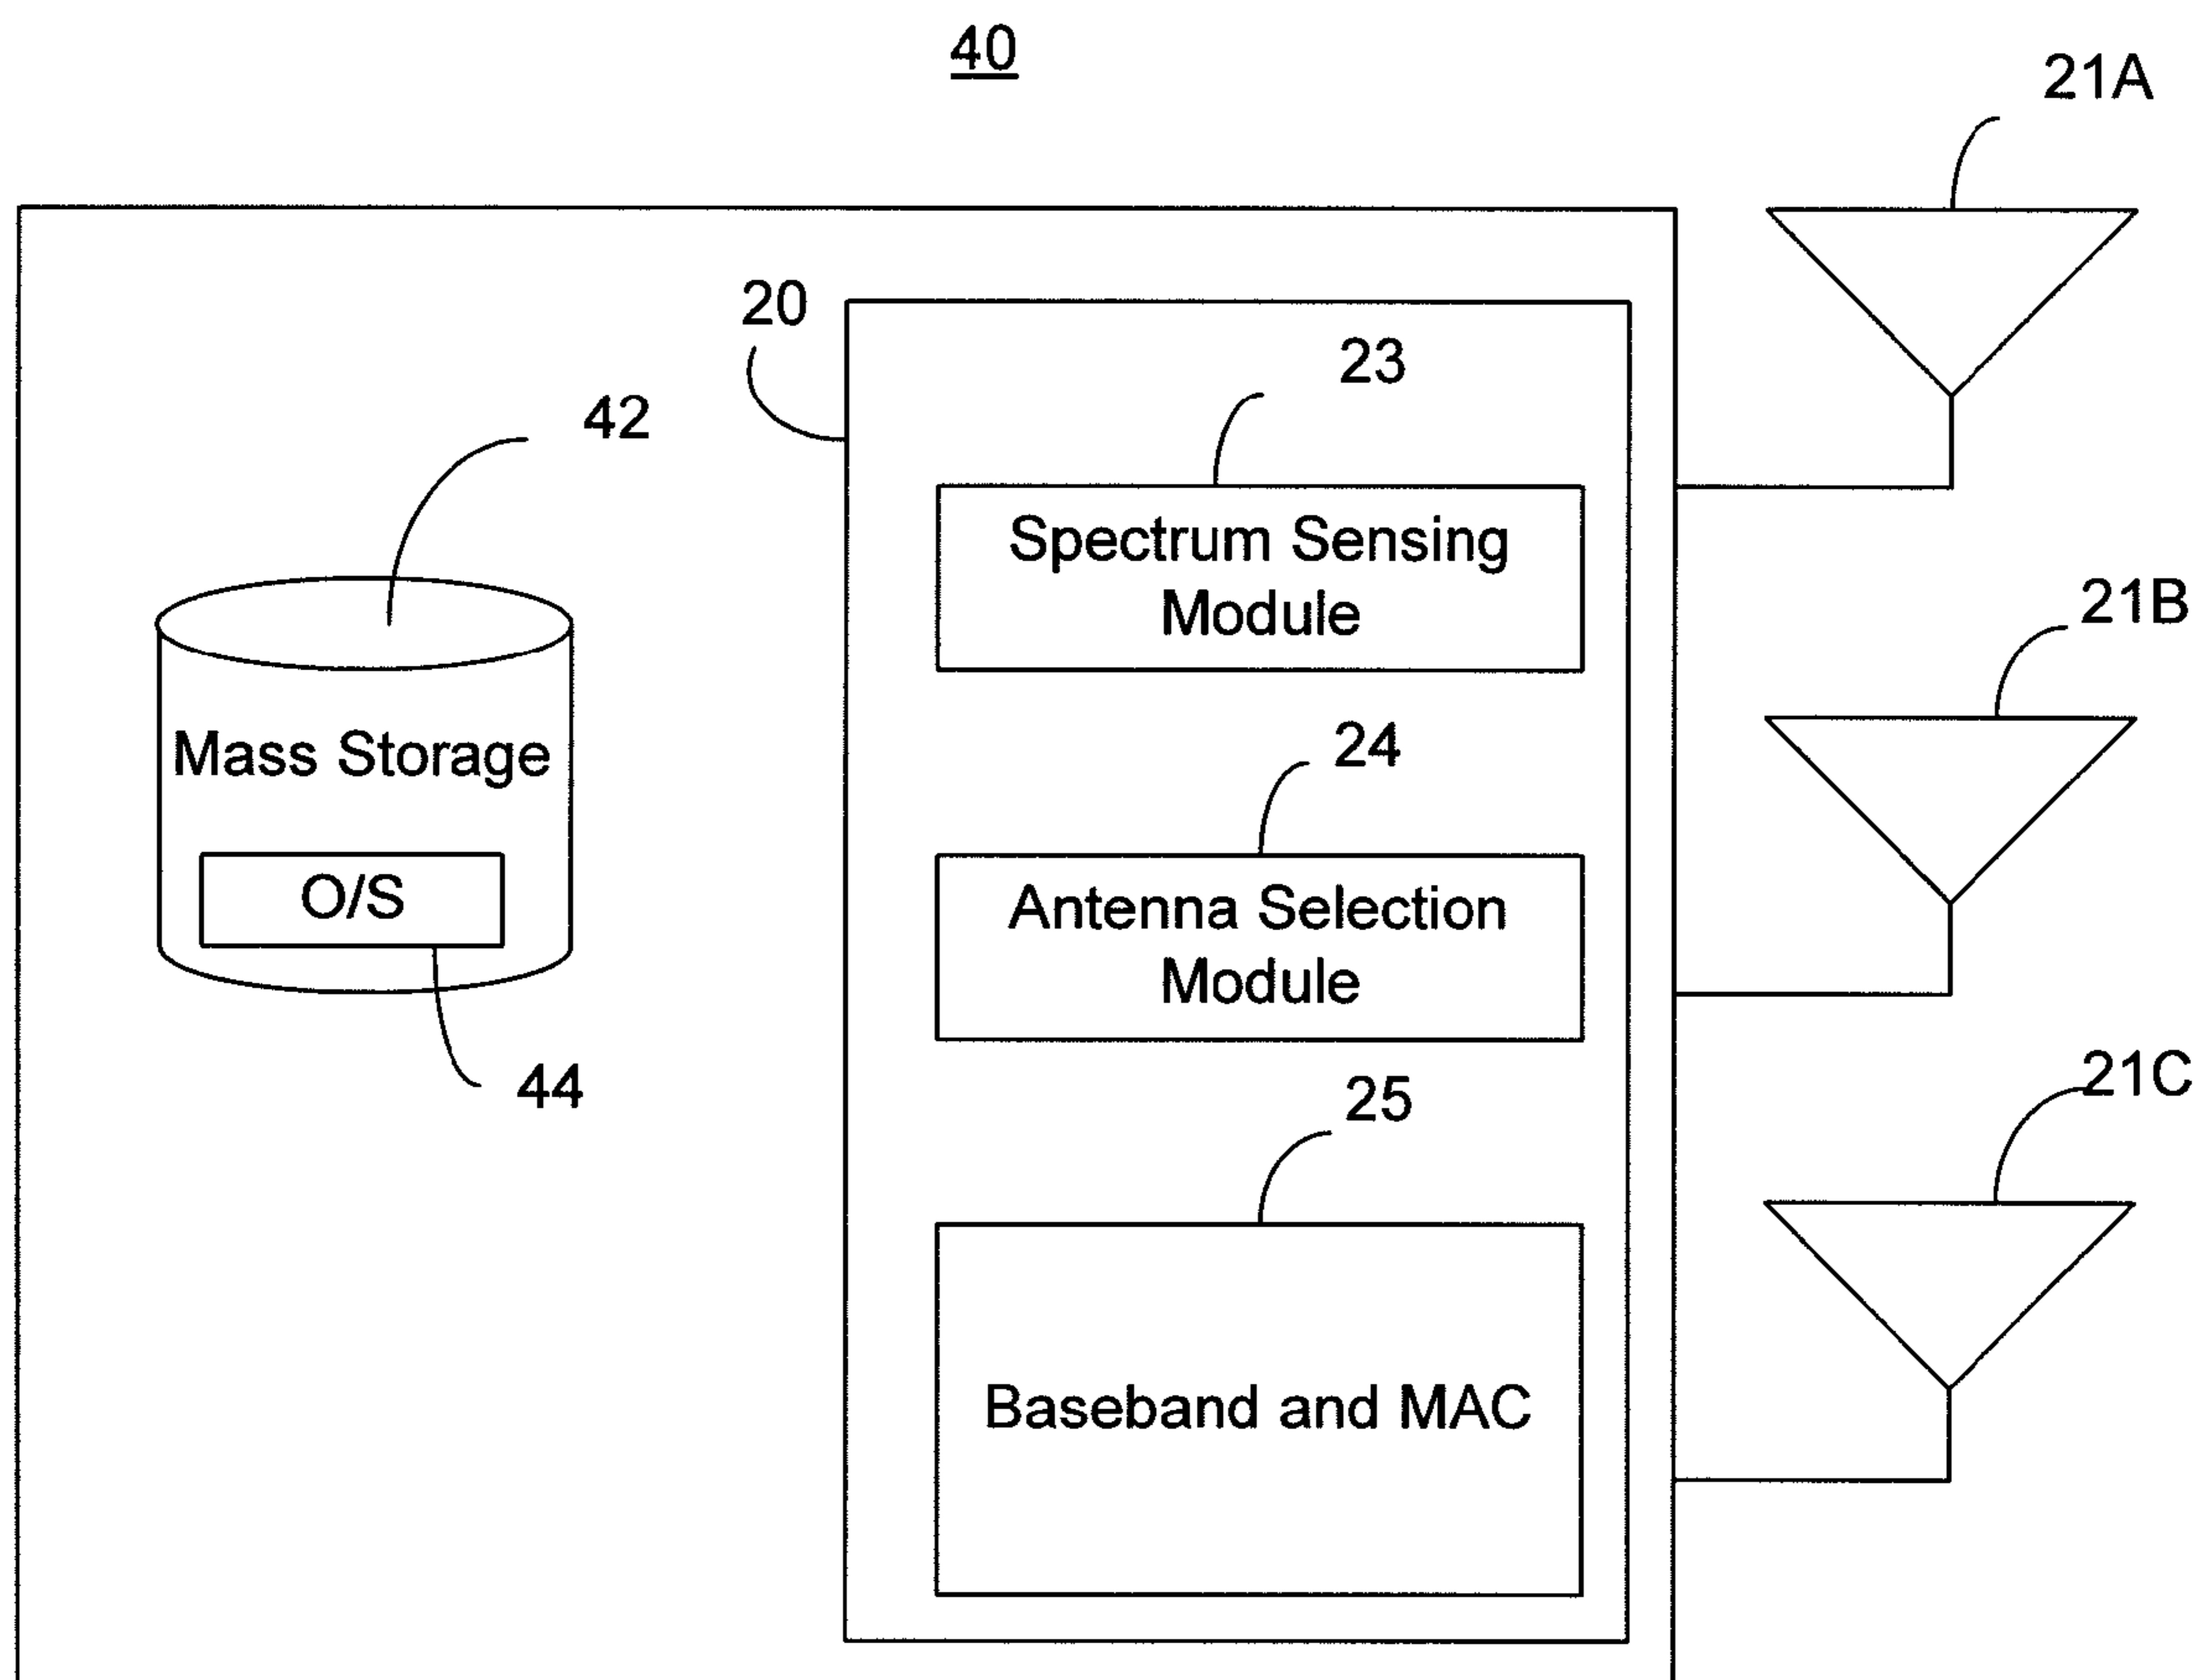 40
21A
20
23
42
Spectrum Sensing
Module
21B
24
Mass Storage
Antenna Selection
Module
O/S
21C
44
25
Baseband and MAC